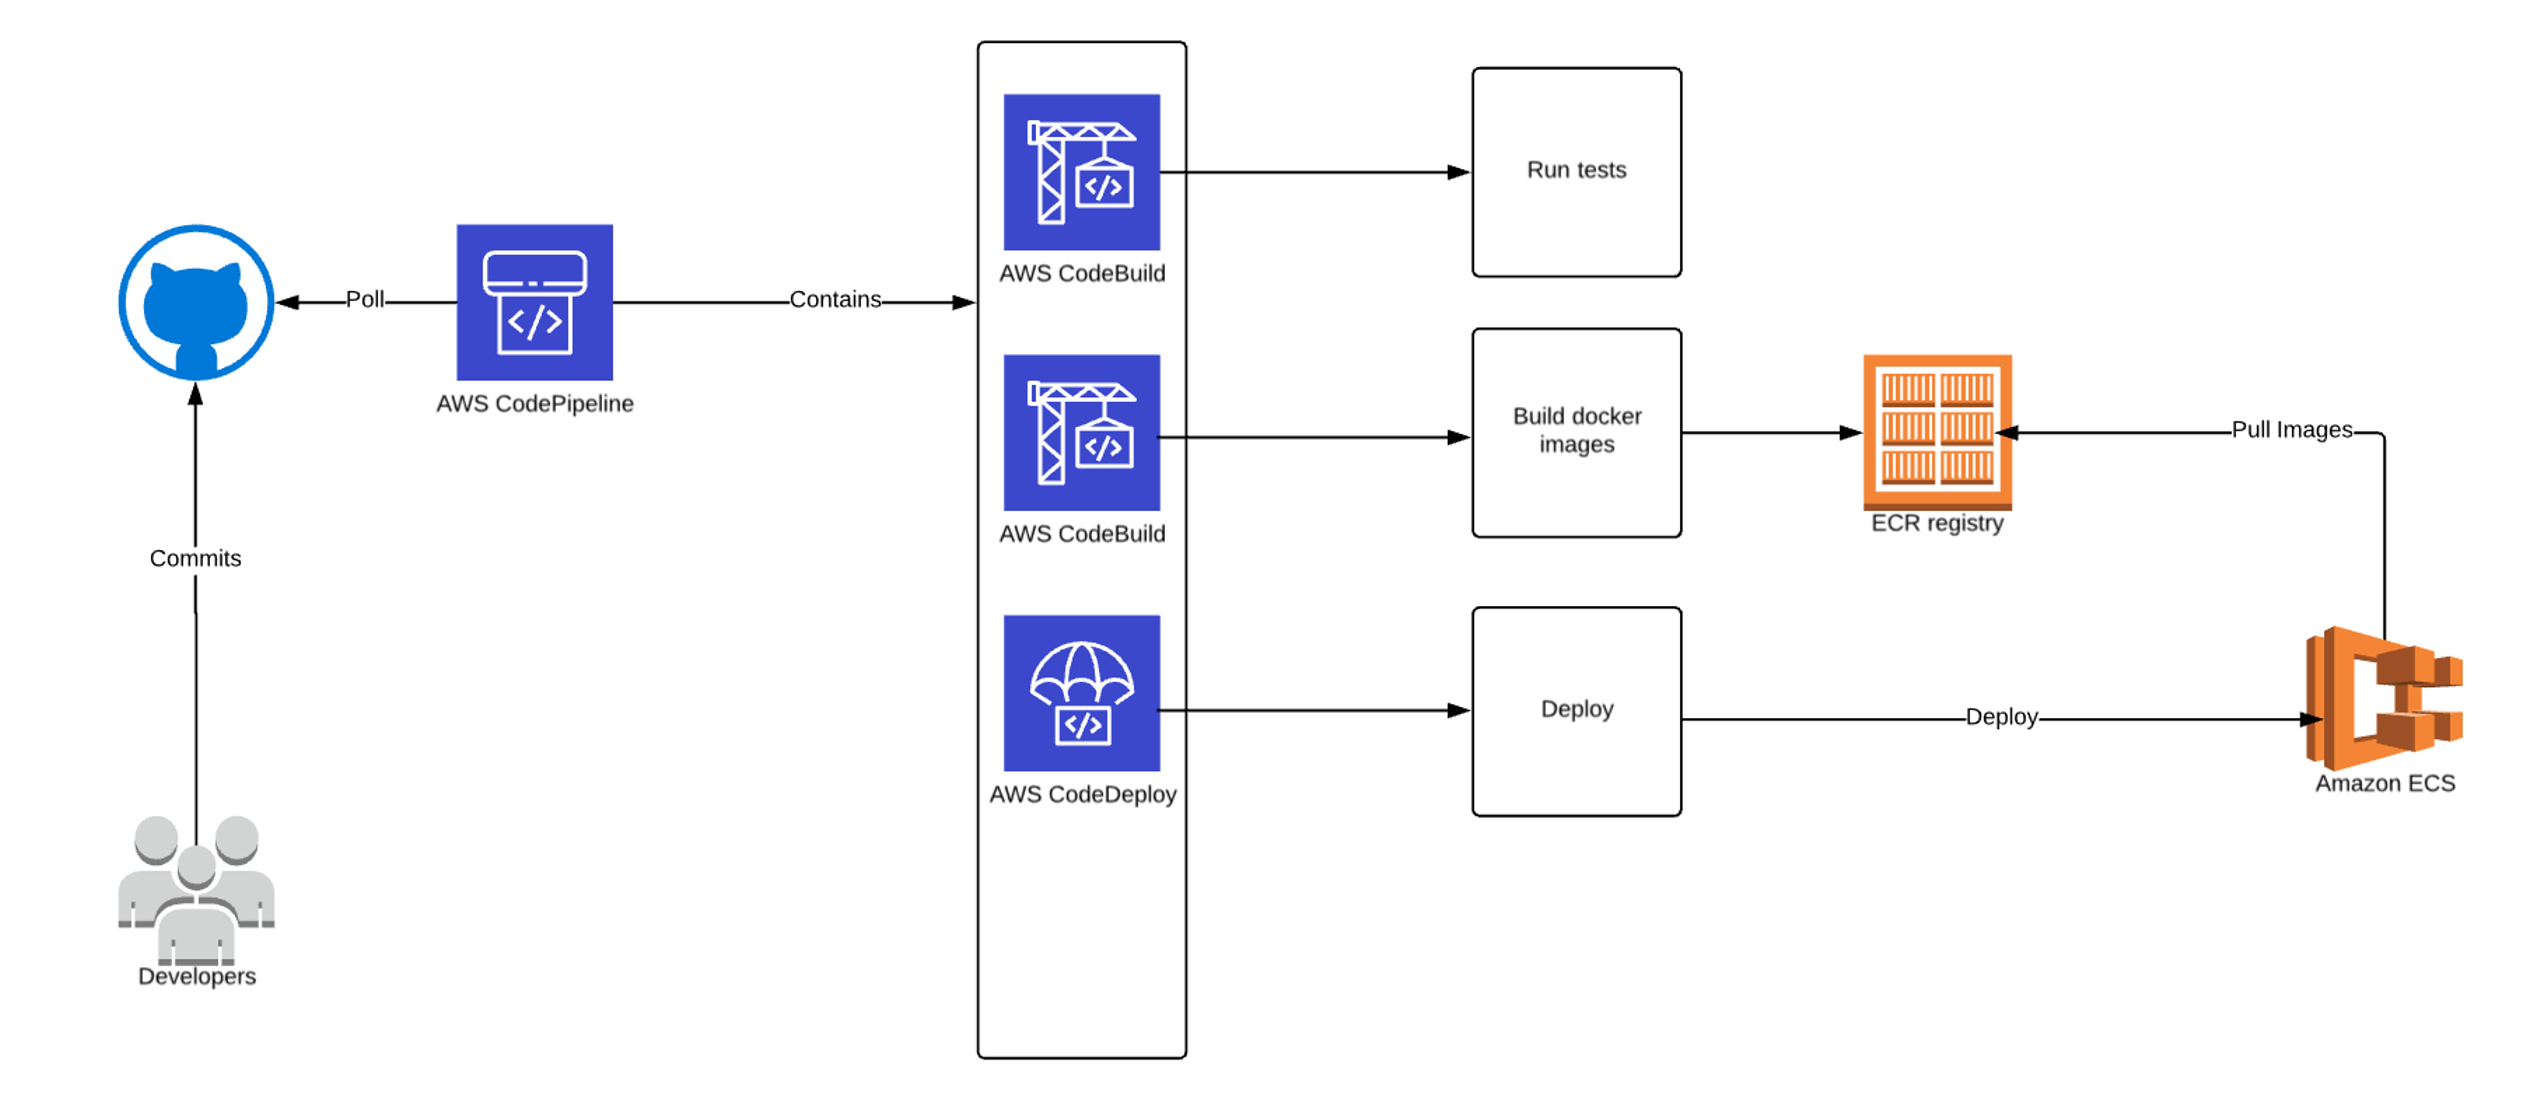 AWS CodeBuild
Run tests
Poll
AWS CodePipeline
Contains
AWS CodeBuild
Build docker
images
ECR registry
Pull Images
Commits
AWS CodeDeploy
Deploy
Deploy
Amazon ECS
Developers
</>
</>
</>
</>